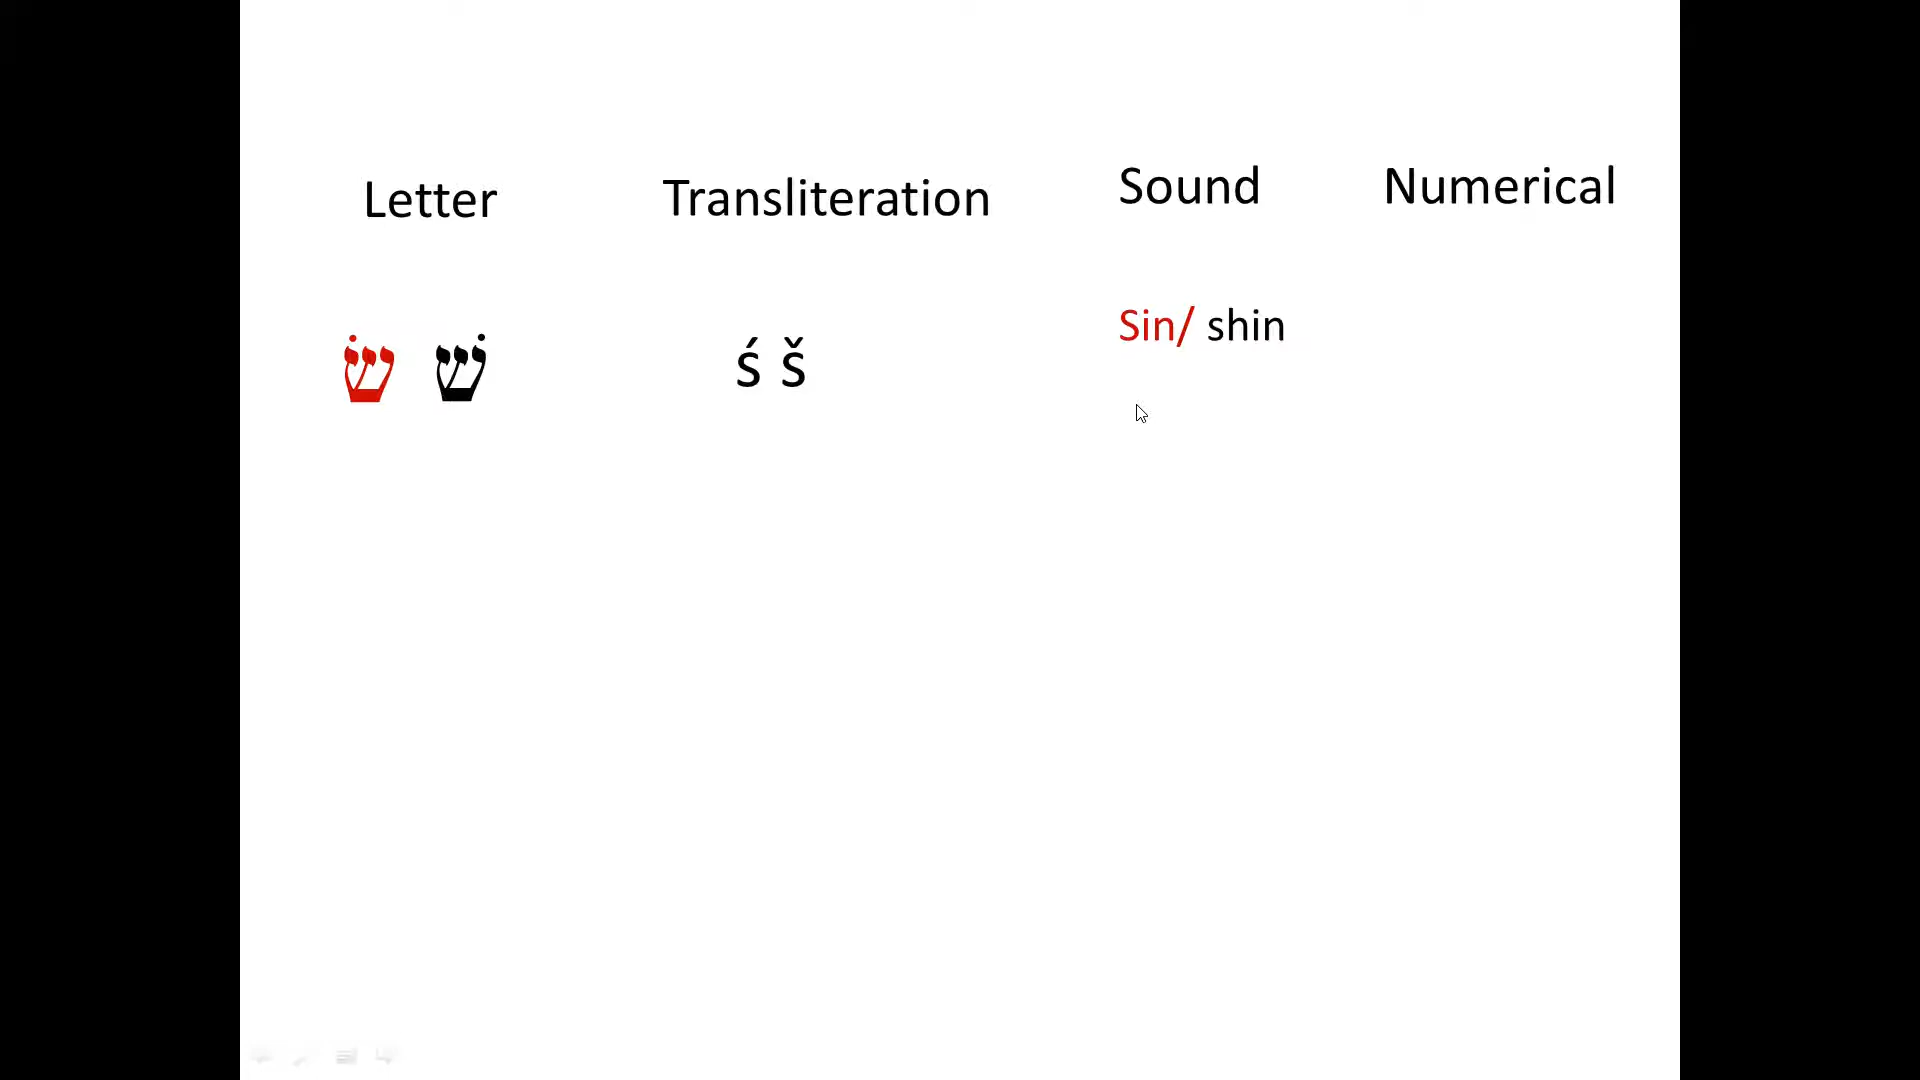 Letter Transliteration Sound Numerical
שׂ שׁ ś š Sin/ shin